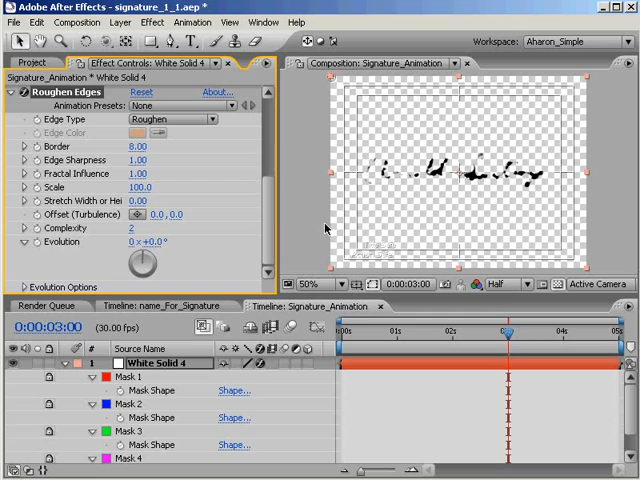 Adobe After Effects - signature_1_1.aep *
File Edit Composition Layer Effect Animation View Window Help
Workspace: Aharon_Simple
Project Effect Controls: White Solid 4 Composition: Signature_Animation
Signature_Animation * White Solid 4
Roughen Edges Reset About...
Animation Presets: None
Edge Type Roughen
Edge Color
Border 8.00
Edge Sharpness 1.00
Fractal Influence 1.00
Scale 100.0
Stretch Width or Hei 0.00
Offset (Turbulence) 0.0, 0.0
Complexity 2
Evolution 0 x +0.0°
Evolution Options
50% 0:00:03:00 Half Active Camera
Render Queue Timeline: name_For_Signature Timeline: Signature_Animation
0:00:03:00 (30.00 fps) :00s 01s 02s 04s 05s
# Source Name
1 White Solid 4
Mask 1
Mask Shape Shape...
Mask 2
Mask Shape Shape...
Mask 3
Mask Shape Shape...
Mask 4